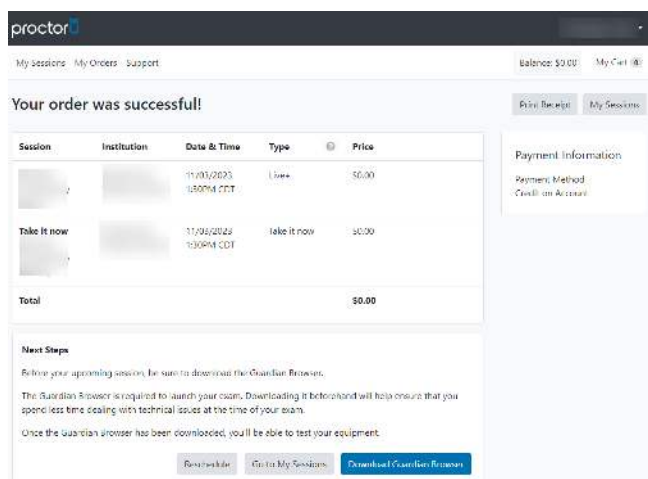 proctoru
My Sessions My Orders Support Balance: $0.00 My Cart 4
Your order was successful! Print Receipt My Sessions
Session Institution Date & Time Type Price
11/03/2023 Live+ $0.00
1:30PM CDT
Take it now 11/03/2023 Take it now $0.00
1:30PM CDT
Total $0.00
Payment Information
Payment Method
Credit on Account
Next Steps
Before your upcoming session, be sure to download the Guardian Browser.
The Guardian Browser is required to launch your exam. Downloading it beforehand will help ensure that you
spend less time dealing with technical issues at the time of your exam.
Once the Guardian Browser has been downloaded, you'll be able to test your equipment.
Reschedule Go to My Sessions Download Guardian Browser